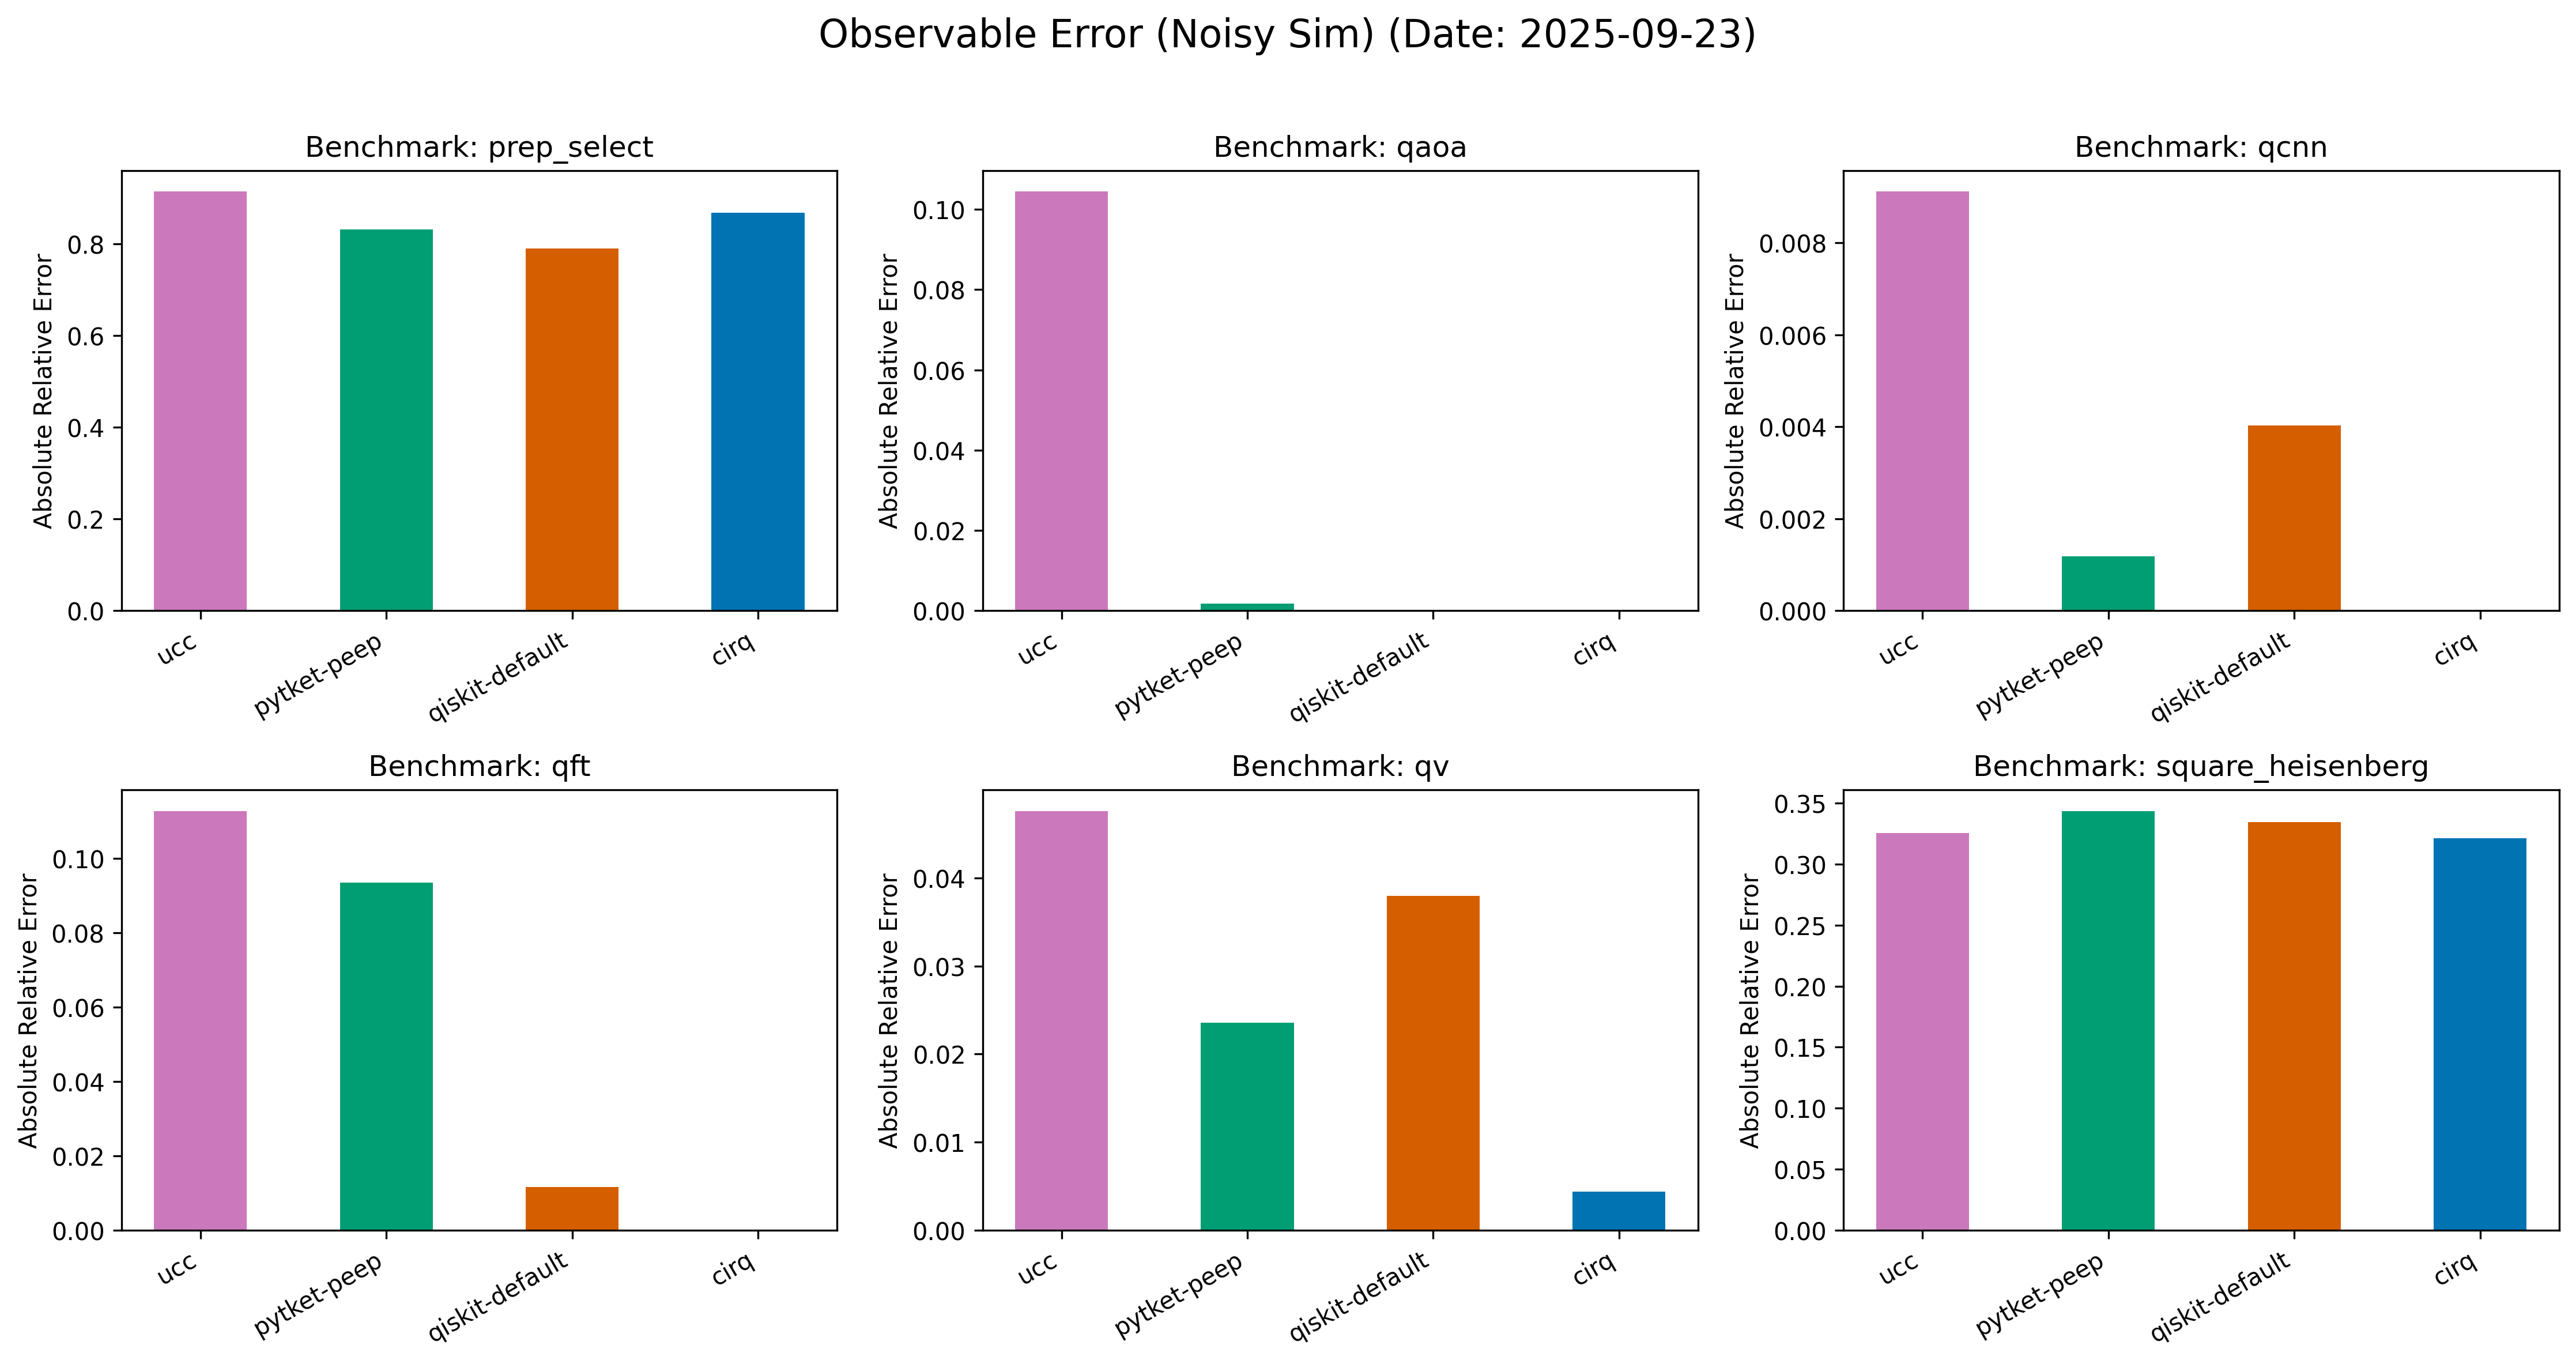 Observable Error (Noisy Sim) (Date: 2025-09-23)
Benchmark: prep_select
Absolute Relative Error
0.8
0.6
0.4
0.2
0.0
ucc
pytket-peep
qiskit-default
cirq
Benchmark: qaoa
Absolute Relative Error
0.10
0.08
0.06
0.04
0.02
0.00
ucc
pytket-peep
qiskit-default
cirq
Benchmark: qcnn
Absolute Relative Error
0.008
0.006
0.004
0.002
0.000
ucc
pytket-peep
qiskit-default
cirq
Benchmark: qft
Absolute Relative Error
0.10
0.08
0.06
0.04
0.02
0.00
ucc
pytket-peep
qiskit-default
cirq
Benchmark: qv
Absolute Relative Error
0.04
0.03
0.02
0.01
0.00
ucc
pytket-peep
qiskit-default
cirq
Benchmark: square_heisenberg
Absolute Relative Error
0.35
0.30
0.25
0.20
0.15
0.10
0.05
0.00
ucc
pytket-peep
qiskit-default
cirq